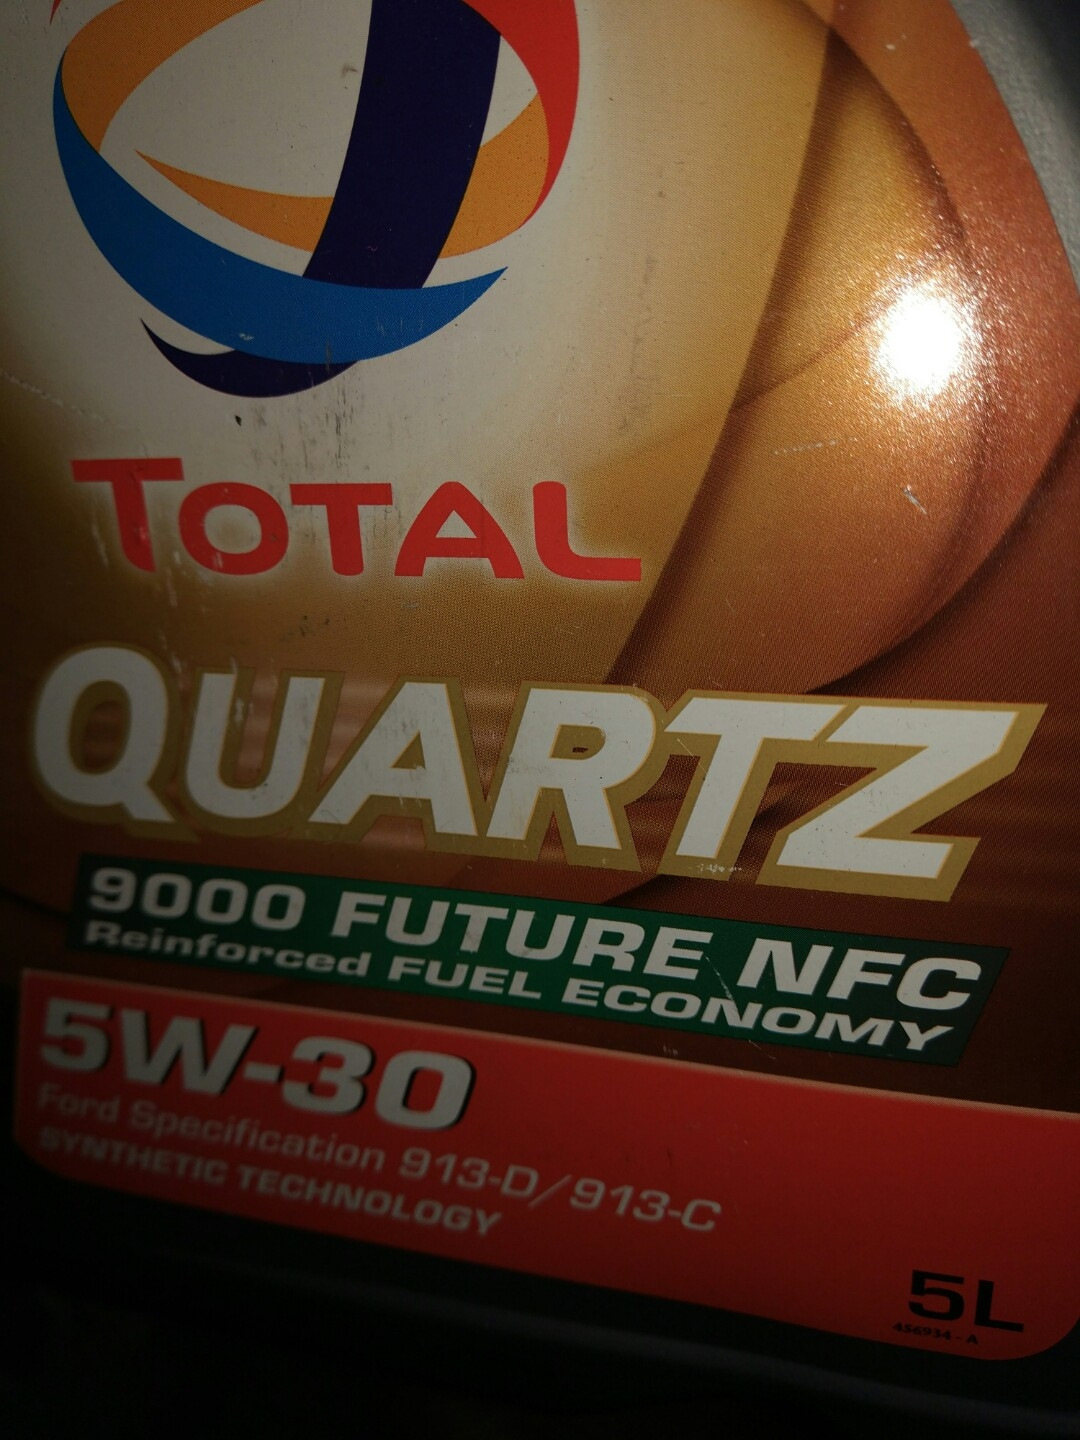 TOTAL
QUARTZ
9000 FUTURE NFC
Reinforced FUEL ECONOMY
5W-30
Ford Specification 913-D/913-C
SYNTHETIC TECHNOLOGY
5L
456934 - A